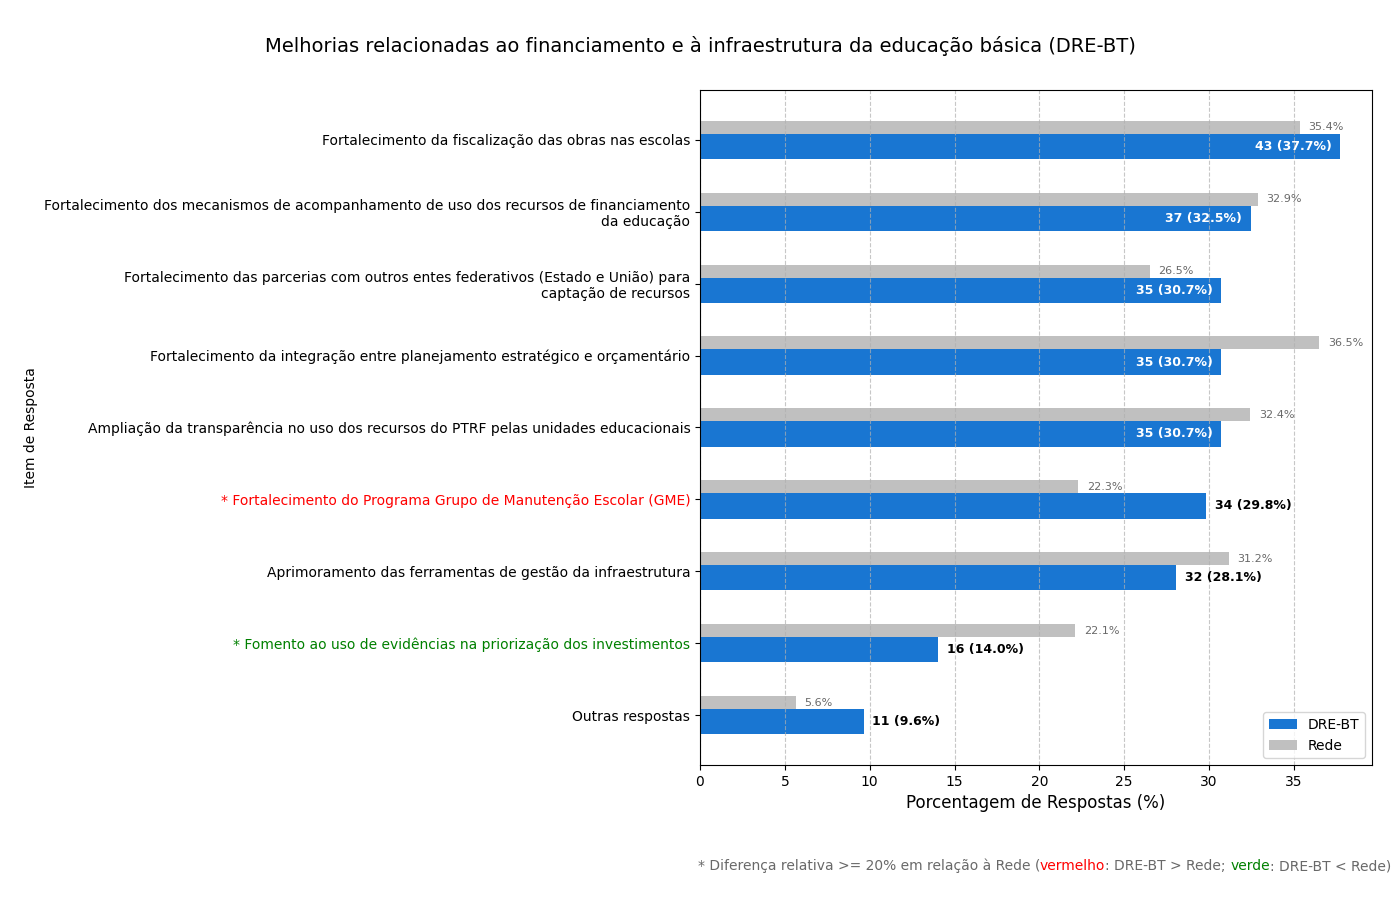 Melhorias relacionadas ao financiamento e à infraestrutura da educação básica (DRE-BT)
Item de Resposta
Fortalecimento da fiscalização das obras nas escolas
35.4%
43 (37.7%)
Fortalecimento dos mecanismos de acompanhamento de uso dos recursos de financiamento
da educação
32.9%
37 (32.5%)
Fortalecimento das parcerias com outros entes federativos (Estado e União) para
captação de recursos
26.5%
35 (30.7%)
Fortalecimento da integração entre planejamento estratégico e orçamentário
36.5%
35 (30.7%)
Ampliação da transparência no uso dos recursos do PTRF pelas unidades educacionais
32.4%
35 (30.7%)
* Fortalecimento do Programa Grupo de Manutenção Escolar (GME)
22.3%
34 (29.8%)
Aprimoramento das ferramentas de gestão da infraestrutura
31.2%
32 (28.1%)
* Fomento ao uso de evidências na priorização dos investimentos
22.1%
16 (14.0%)
Outras respostas
5.6%
11 (9.6%)
DRE-BT
Rede
0 5 10 15 20 25 30 35
Porcentagem de Respostas (%)
* Diferença relativa >= 20% em relação à Rede (vermelho: DRE-BT > Rede; verde: DRE-BT < Rede)